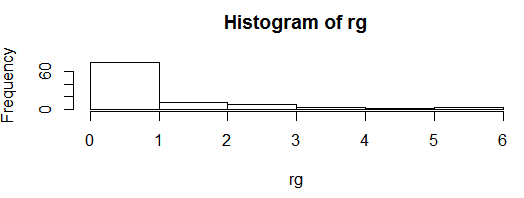 Histogram of rg
Frequency
60
0
0 1 2 3 4 5 6
rg